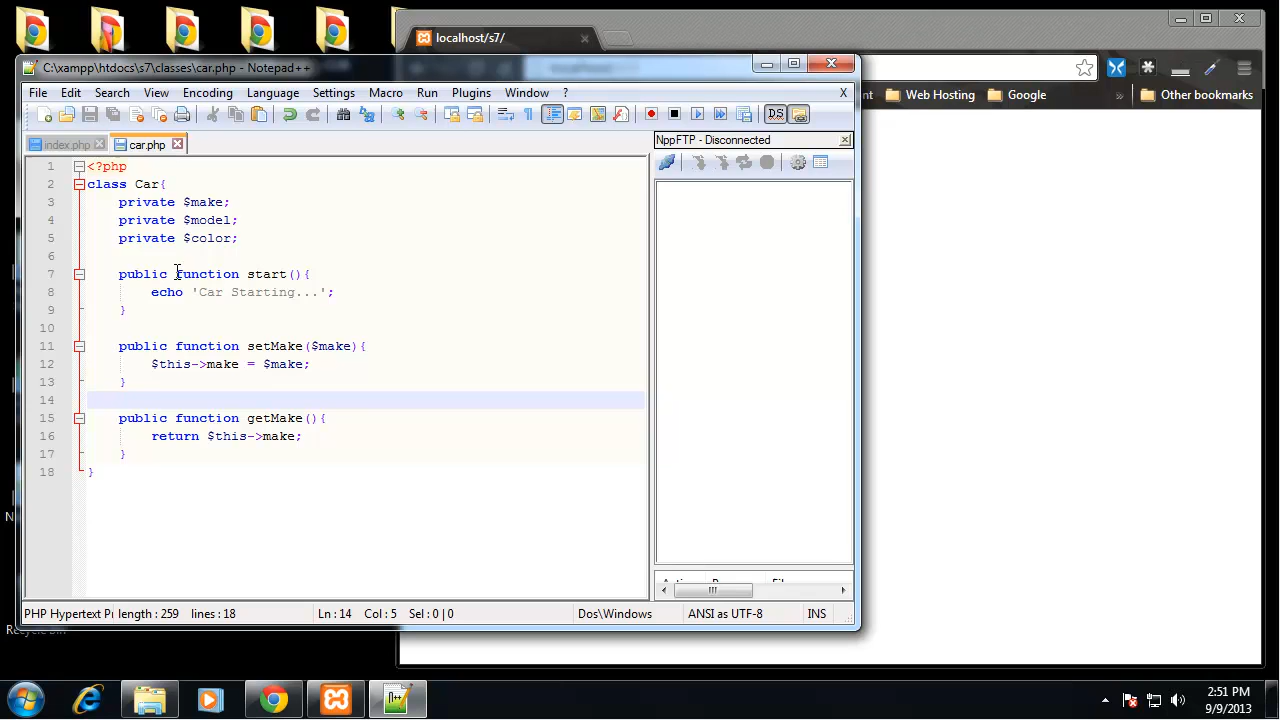 localhost/s7/
C:\xampp\htdocs\s7\classes\car.php - Notepad++
File Edit Search View Encoding Language Settings Macro Run Plugins Window ? X
Web Hosting Google » Other bookmarks
index.php car.php
NppFTP - Disconnected
1 <?php
2 class Car{
3 private $make;
4 private $model;
5 private $color;
6
7 public function start(){
8 echo 'Car Starting...';
9 }
10
11 public function setMake($make){
12 $this->make = $make;
13 }
14
15 public function getMake(){
16 return $this->make;
17 }
18 }
PHP Hypertext Pr length : 259 lines : 18 Ln : 14 Col : 5 Sel : 0 | 0 Dos\Windows ANSI as UTF-8 INS
2:51 PM
9/9/2013